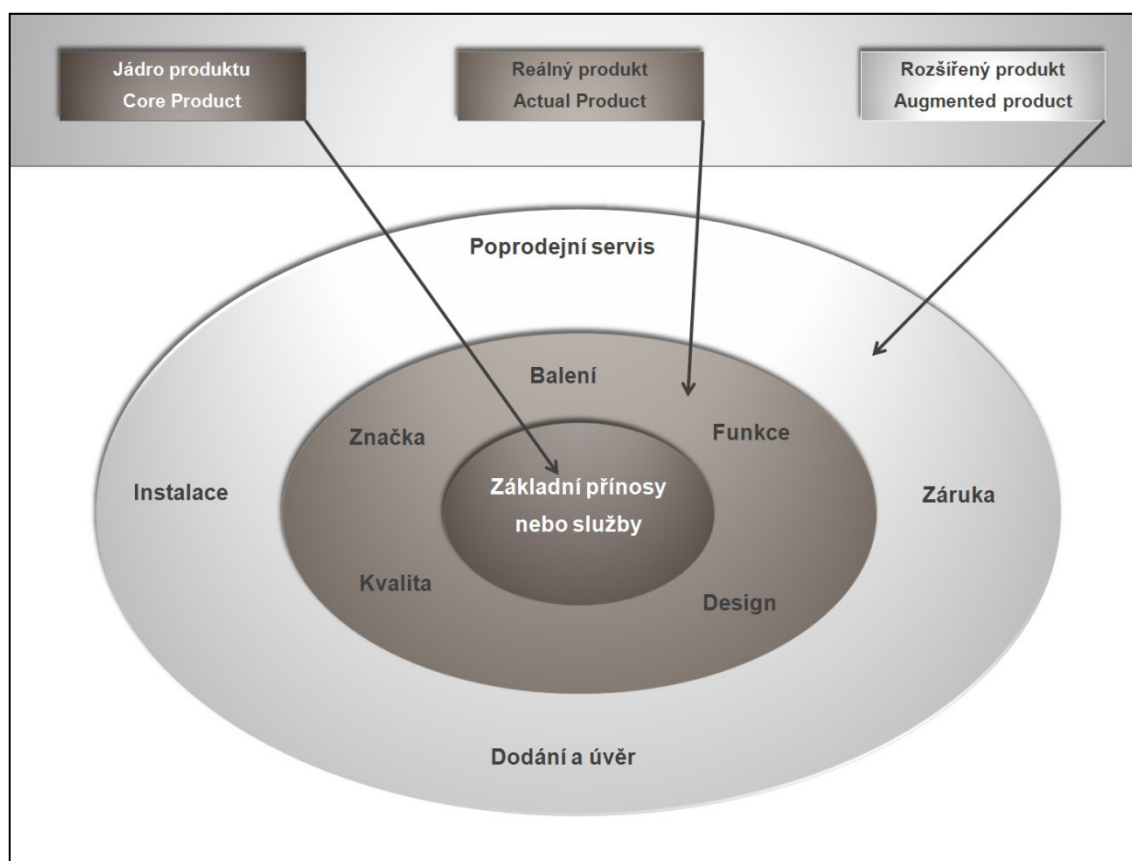 Jádro produktu
Core Product
Reálný produkt
Actual Product
Rozšířený produkt
Augmented product
Poprodejní servis
Balení
Značka
Funkce
Instalace
Základní přínosy
nebo služby
Záruka
Kvalita
Design
Dodání a úvěr